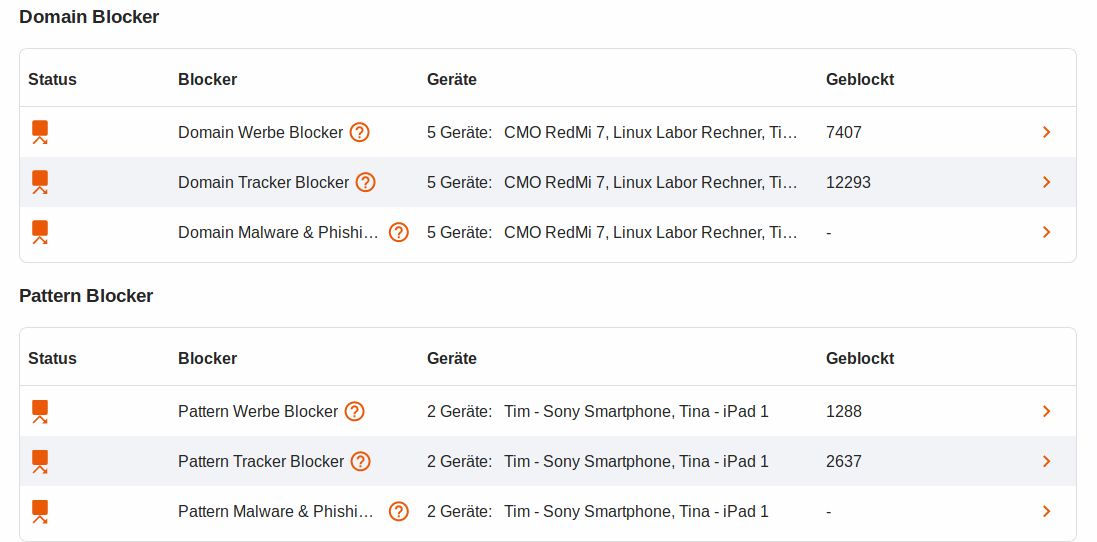 Domain Blocker
Status Blocker Geräte Geblockt
Domain Werbe Blocker ? 5 Geräte: CMO RedMi 7, Linux Labor Rechner, Ti… 7407
Domain Tracker Blocker ? 5 Geräte: CMO RedMi 7, Linux Labor Rechner, Ti… 12293
Domain Malware & Phishi… ? 5 Geräte: CMO RedMi 7, Linux Labor Rechner, Ti… -
Pattern Blocker
Status Blocker Geräte Geblockt
Pattern Werbe Blocker ? 2 Geräte: Tim - Sony Smartphone, Tina - iPad 1 1288
Pattern Tracker Blocker ? 2 Geräte: Tim - Sony Smartphone, Tina - iPad 1 2637
Pattern Malware & Phishi… ? 2 Geräte: Tim - Sony Smartphone, Tina - iPad 1 -